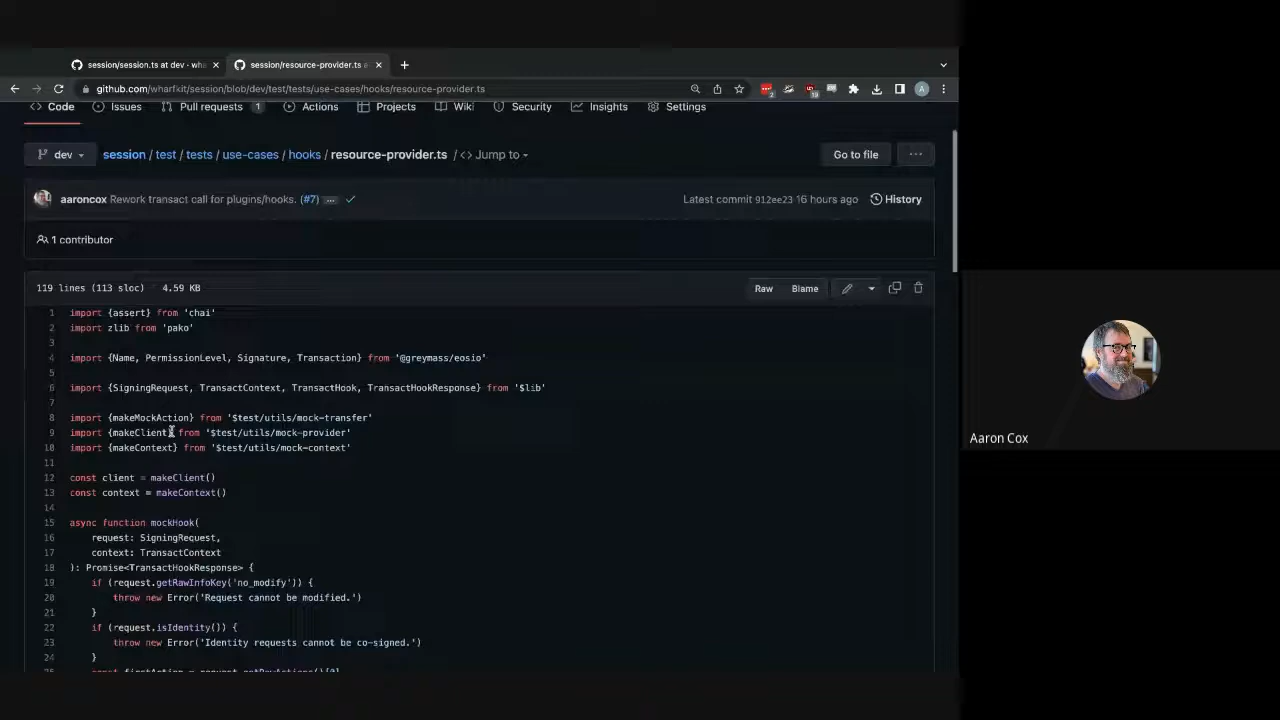 session/session.ts at dev · wha
session/resource-provider.ts a
github.com/wharfkit/session/blob/dev/test/tests/use-cases/hooks/resource-provider.ts
Code
Issues
Pull requests 1
Actions
Projects
Wiki
Security
Insights
Settings
dev
session / test / tests / use-cases / hooks / resource-provider.ts / <> Jump to
Go to file
aaroncox Rework transact call for plugins/hooks. (#7) ...
Latest commit 912ee23 16 hours ago
History
1 contributor
119 lines (113 sloc) 4.59 KB
Raw
Blame
1 import {assert} from 'chai'
2 import zlib from 'pako'
3
4 import {Name, PermissionLevel, Signature, Transaction} from '@greymass/eosio'
5
6 import {SigningRequest, TransactContext, TransactHook, TransactHookResponse} from '$lib'
7
8 import {makeMockAction} from '$test/utils/mock-transfer'
9 import {makeClient} from '$test/utils/mock-provider'
10 import {makeContext} from '$test/utils/mock-context'
11
12 const client = makeClient()
13 const context = makeContext()
14
15 async function mockHook(
16 request: SigningRequest,
17 context: TransactContext
18 ): Promise<TransactHookResponse> {
19 if (request.getRawInfoKey('no_modify')) {
20 throw new Error('Request cannot be modified.')
21 }
22 if (request.isIdentity()) {
23 throw new Error('Identity requests cannot be co-signed.')
24 }
Aaron Cox